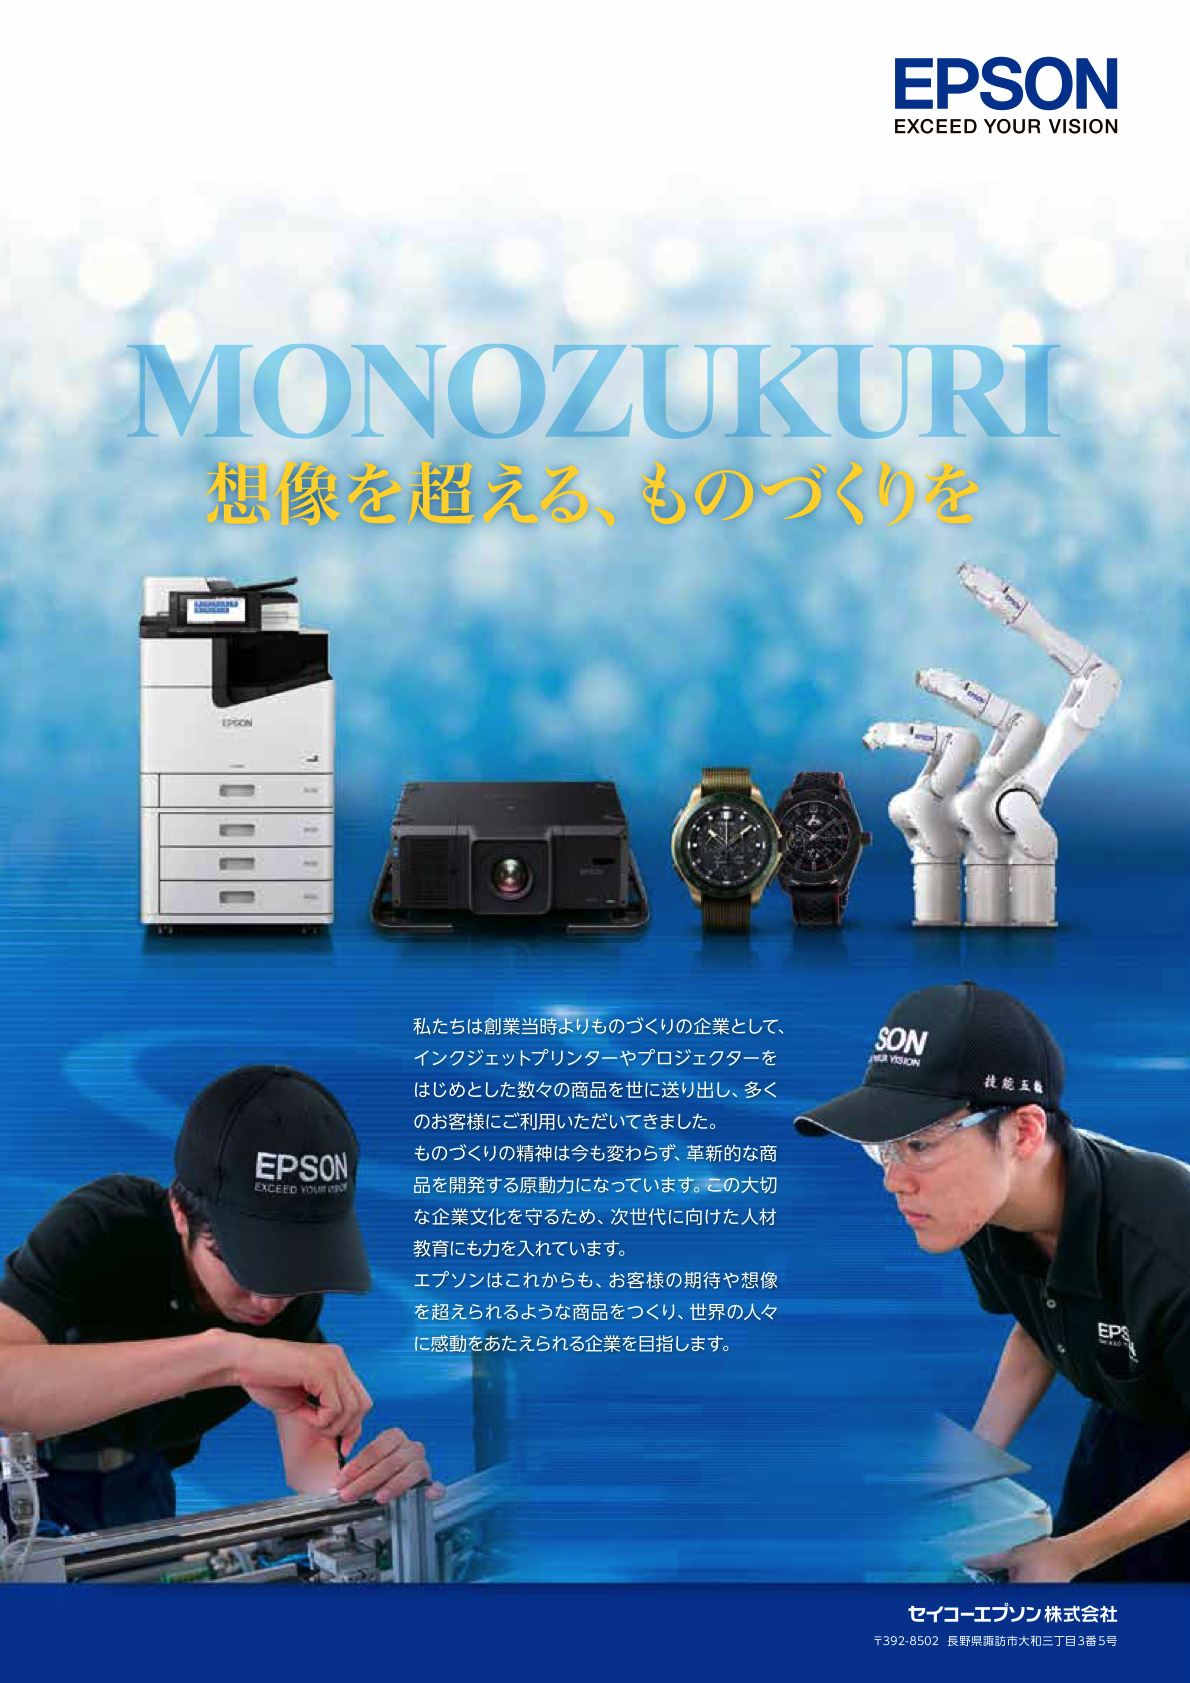 EPSON
EXCEED YOUR VISION
MONOZUKURI
想像を超える、ものづくりを
EPSON
EPSON
EPSON
EPSON
EPSON
私たちは創業当時よりものづくりの企業として、
インクジェットプリンターやプロジェクターを
はじめとした数々の商品を世に送り出し、多く
のお客様にご利用いただいてきました。
ものづくりの精神は今も変わらず、革新的な商
品を開発する原動力になっています。この大切
な企業文化を守るため、次世代に向けた人材
教育にも力を入れています。
エプソンはこれからも、お客様の期待や想像
を超えられるような商品をつくり、世界の人々
に感動をあたえられる企業を目指します。
SON
YOUR VISION
技能五輪
EPSON
EXCEED YOUR VISION
EPS
セイコーエプソン株式会社
〒392-8502 長野県諏訪市大和三丁目3番5号